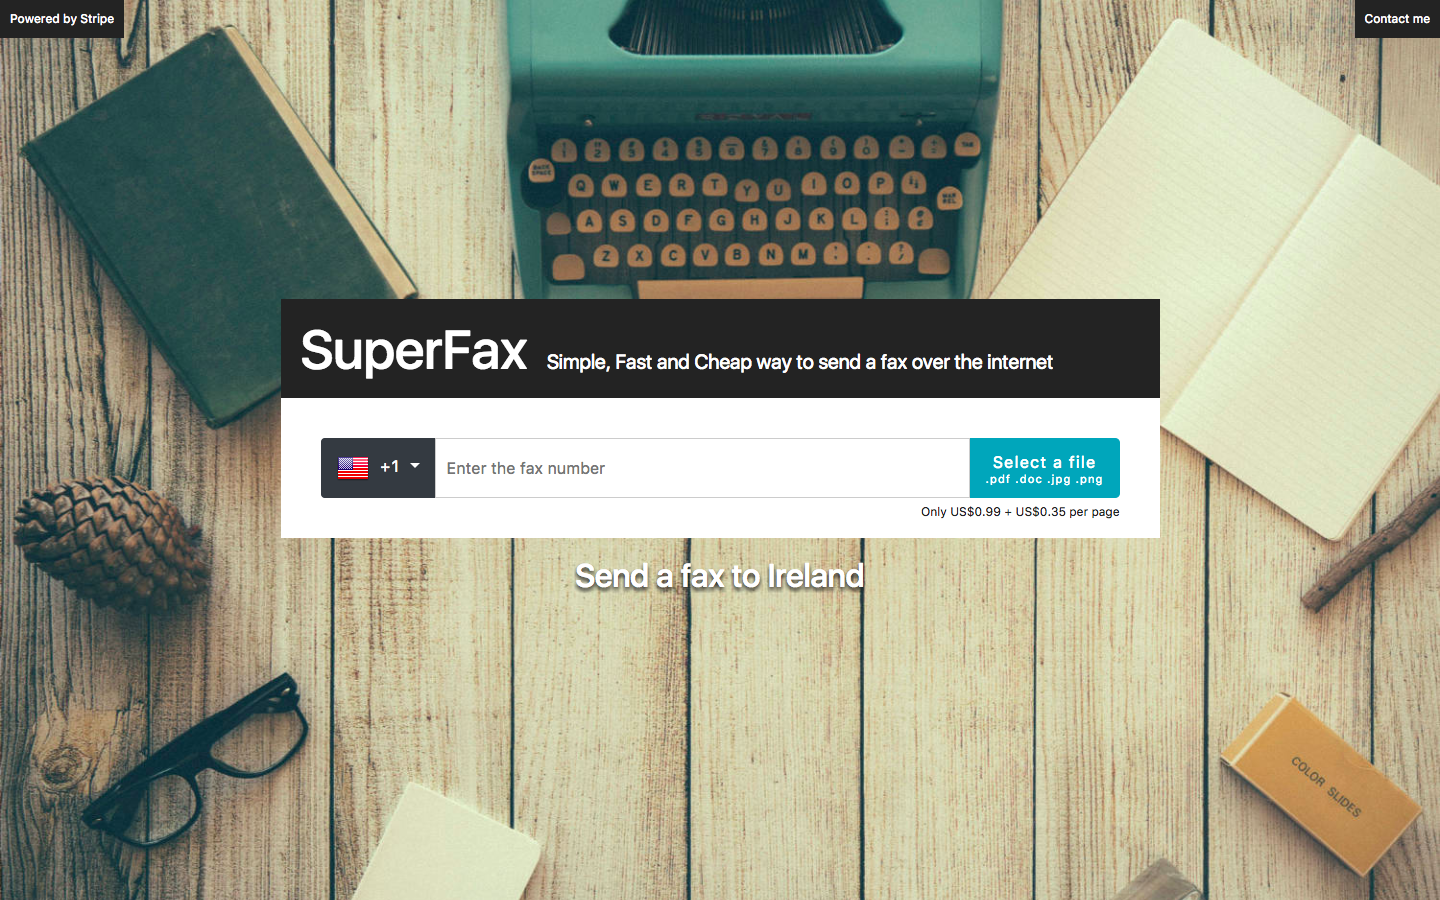 Powered by Stripe
Contact me
SuperFax Simple, Fast and Cheap way to send a fax over the internet
+1
Enter the fax number
Select a file
.pdf .doc .jpg .png
Only US$0.99 + US$0.35 per page
Send a fax to Ireland
Q W E R T Y U I O P
A S D F G H J K L
Z X C V B N M
COLOR SLIDES